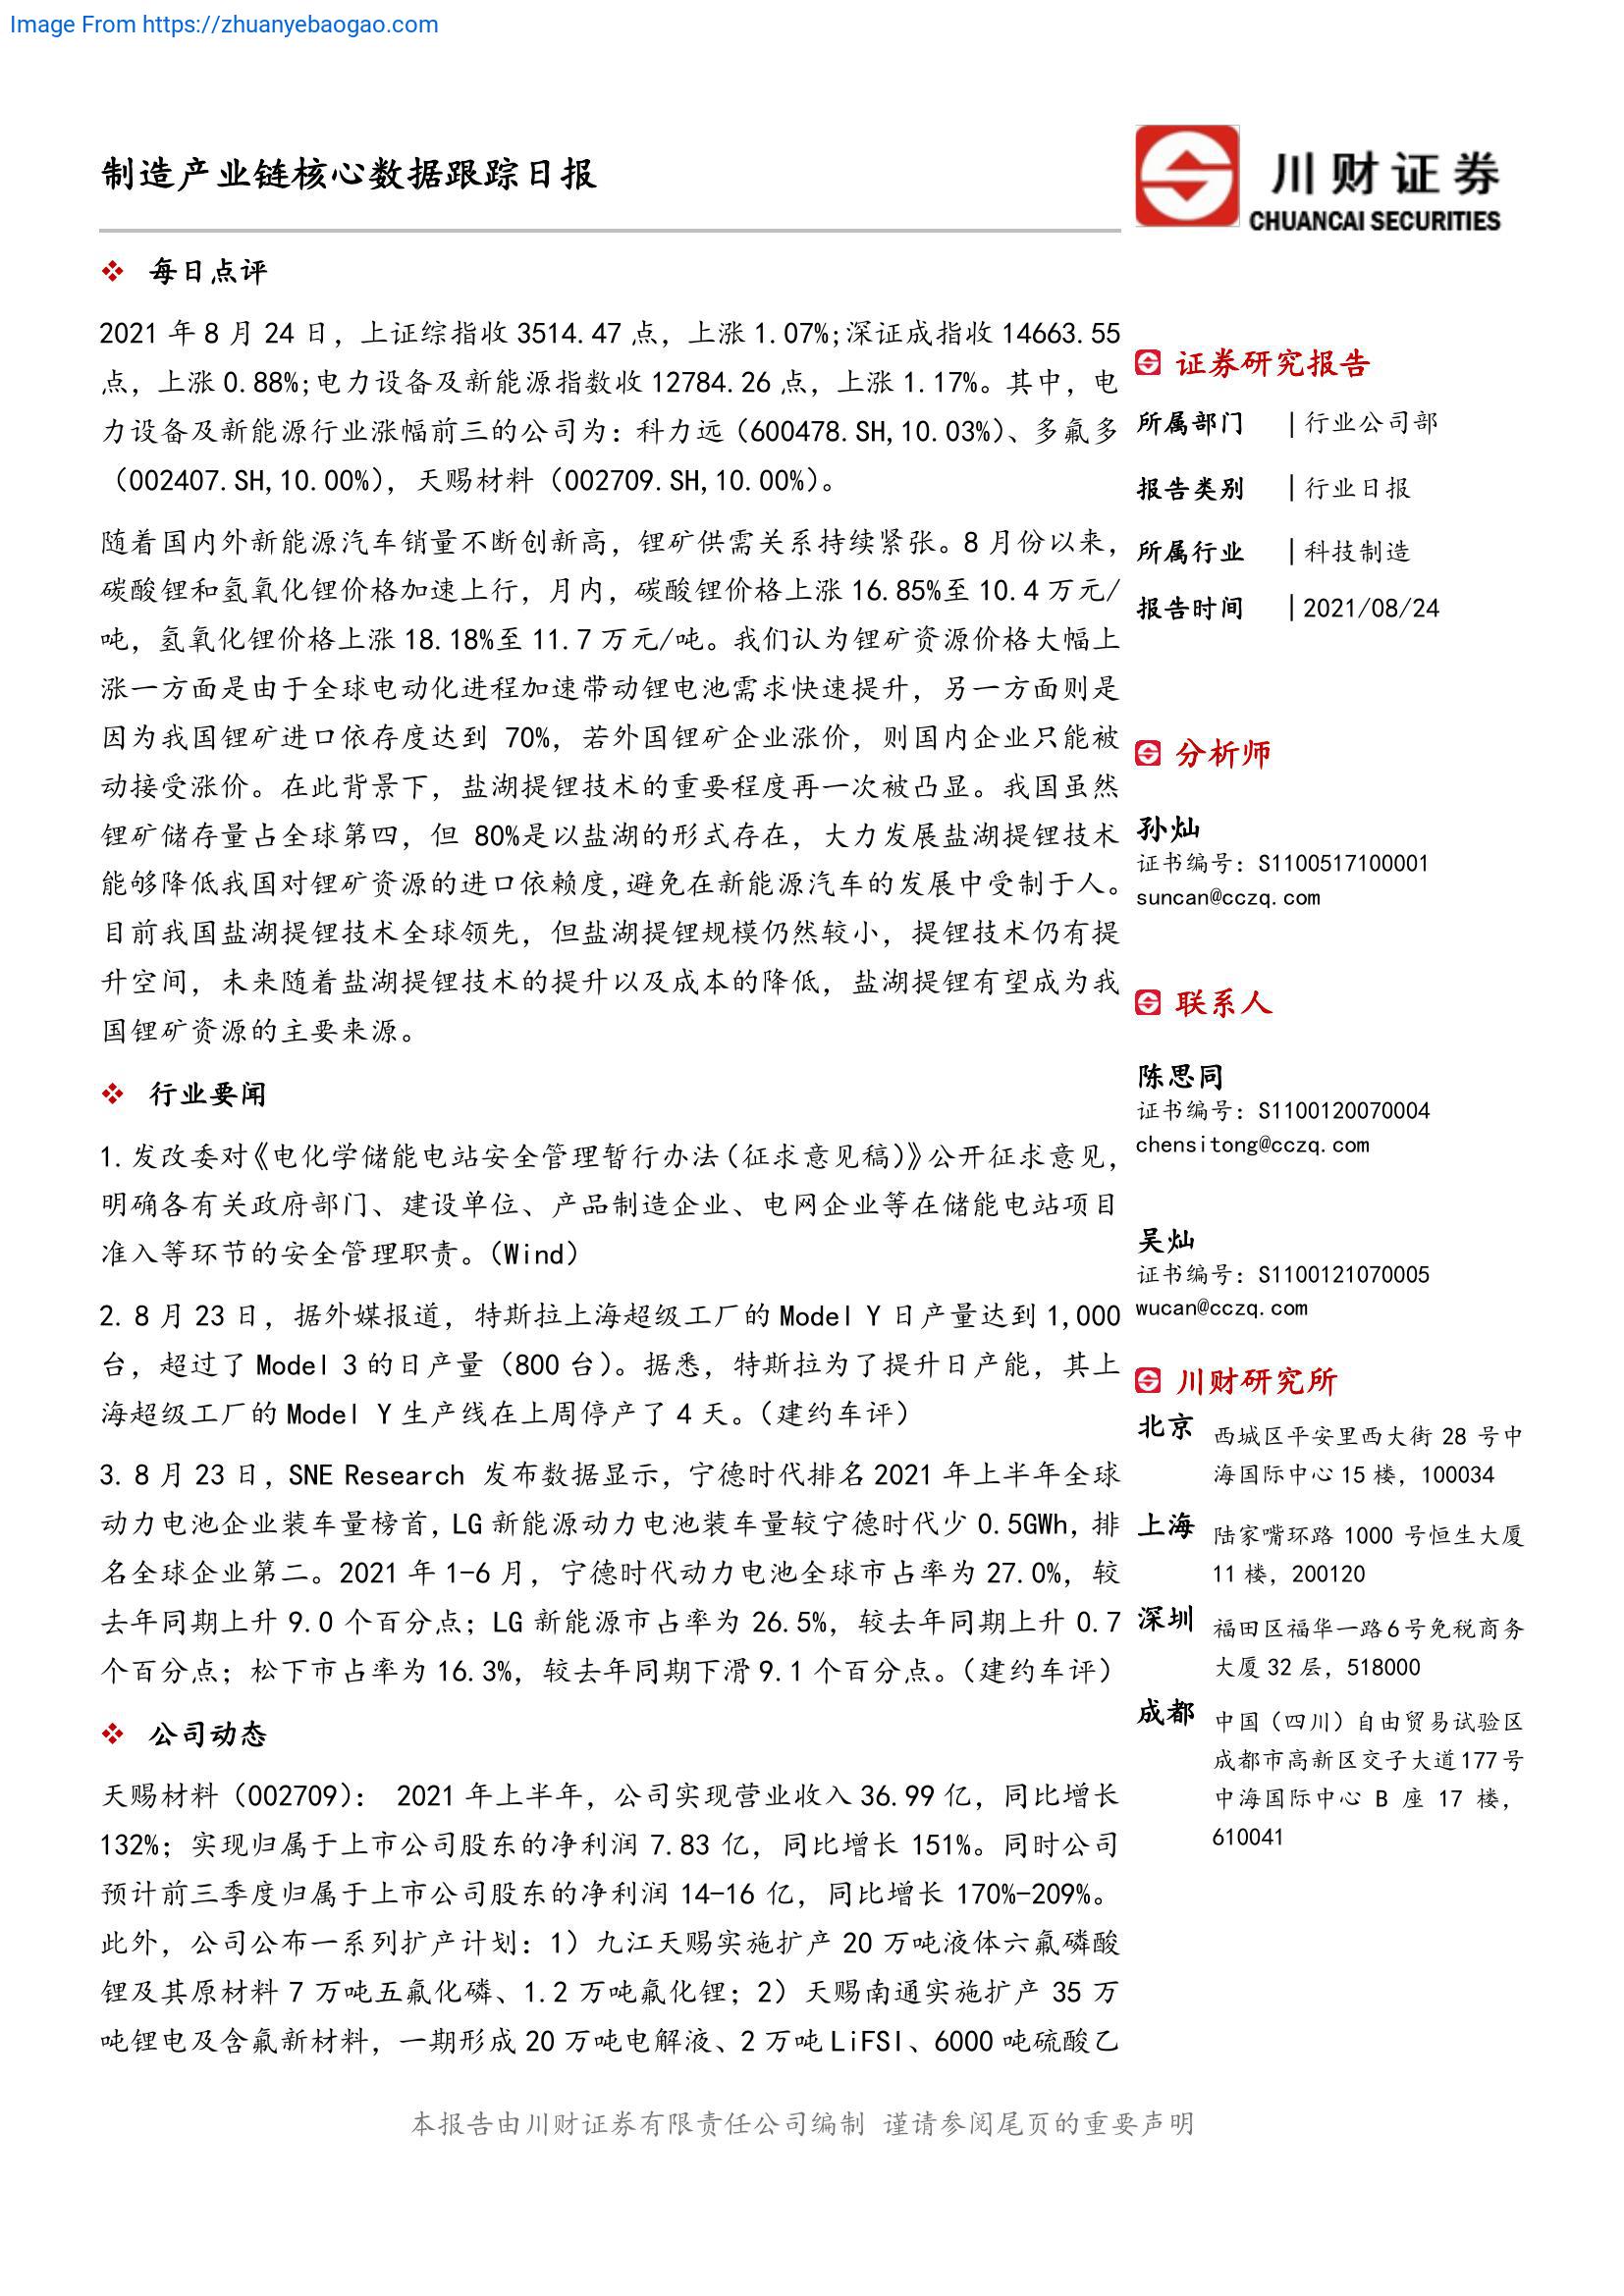 Image From https://zhuanyebaogao.com
制造产业链核心数据跟踪日报
川财证券
CHUANCAI SECURITIES
每日点评
2021 年 8 月 24 日，上证综指收 3514.47 点，上涨 1.07%;深证成指收 14663.55
点，上涨 0.88%;电力设备及新能源指数收 12784.26 点，上涨 1.17%。其中，电
力设备及新能源行业涨幅前三的公司为：科力远（600478.SH,10.03%）、多氟多
（002407.SH,10.00%），天赐材料（002709.SH,10.00%）。
随着国内外新能源汽车销量不断创新高，锂矿供需关系持续紧张。8 月份以来，
碳酸锂和氢氧化锂价格加速上行，月内，碳酸锂价格上涨 16.85%至 10.4 万元/
吨，氢氧化锂价格上涨 18.18%至 11.7 万元/吨。我们认为锂矿资源价格大幅上
涨一方面是由于全球电动化进程加速带动锂电池需求快速提升，另一方面则是
因为我国锂矿进口依存度达到 70%，若外国锂矿企业涨价，则国内企业只能被
动接受涨价。在此背景下，盐湖提锂技术的重要程度再一次被凸显。我国虽然
锂矿储存量占全球第四，但 80%是以盐湖的形式存在，大力发展盐湖提锂技术
能够降低我国对锂矿资源的进口依赖度，避免在新能源汽车的发展中受制于人。
目前我国盐湖提锂技术全球领先，但盐湖提锂规模仍然较小，提锂技术仍有提
升空间，未来随着盐湖提锂技术的提升以及成本的降低，盐湖提锂有望成为我
国锂矿资源的主要来源。
行业要闻
1.发改委对《电化学储能电站安全管理暂行办法（征求意见稿）》公开征求意见，
明确各有关政府部门、建设单位、产品制造企业、电网企业等在储能电站项目
准入等环节的安全管理职责。（Wind）
2. 8 月 23 日，据外媒报道，特斯拉上海超级工厂的 Model Y 日产量达到 1,000
台，超过了 Model 3 的日产量（800 台）。据悉，特斯拉为了提升日产能，其上
海超级工厂的 Model Y 生产线在上周停产了 4 天。（建约车评）
3. 8 月 23 日，SNE Research 发布数据显示，宁德时代排名 2021 年上半年全球
动力电池企业装车量榜首，LG 新能源动力电池装车量较宁德时代少 0.5GWh，排
名全球企业第二。2021 年 1-6 月，宁德时代动力电池全球市占率为 27.0%，较
去年同期上升 9.0 个百分点；LG 新能源市占率为 26.5%，较去年同期上升 0.7
个百分点；松下市占率为 16.3%，较去年同期下滑 9.1 个百分点。（建约车评）
公司动态
天赐材料（002709）： 2021 年上半年，公司实现营业收入 36.99 亿，同比增长
132%；实现归属于上市公司股东的净利润 7.83 亿，同比增长 151%。同时公司
预计前三季度归属于上市公司股东的净利润 14-16 亿，同比增长 170%-209%。
此外，公司公布一系列扩产计划：1）九江天赐实施扩产 20 万吨液体六氟磷酸
锂及其原材料 7 万吨五氟化磷、1.2 万吨氟化锂；2）天赐南通实施扩产 35 万
吨锂电及含氟新材料，一期形成 20 万吨电解液、2 万吨 LiFSI、6000 吨硫酸乙
证券研究报告
所属部门 |行业公司部
报告类别 |行业日报
所属行业 |科技制造
报告时间 |2021/08/24
分析师
孙灿
证书编号：S1100517100001
suncan@cczq.com
联系人
陈思同
证书编号：S1100120070004
chensitong@cczq.com
吴灿
证书编号：S1100121070005
wucan@cczq.com
川财研究所
北京 西城区平安里西大街 28 号中
海国际中心 15 楼，100034
上海 陆家嘴环路 1000 号恒生大厦
11 楼，200120
深圳 福田区福华一路 6 号免税商务
大厦 32 层，518000
成都 中国（四川）自由贸易试验区
成都市高新区交子大道 177 号
中海国际中心 B 座 17 楼，
610041
本报告由川财证券有限责任公司编制 谨请参阅尾页的重要声明